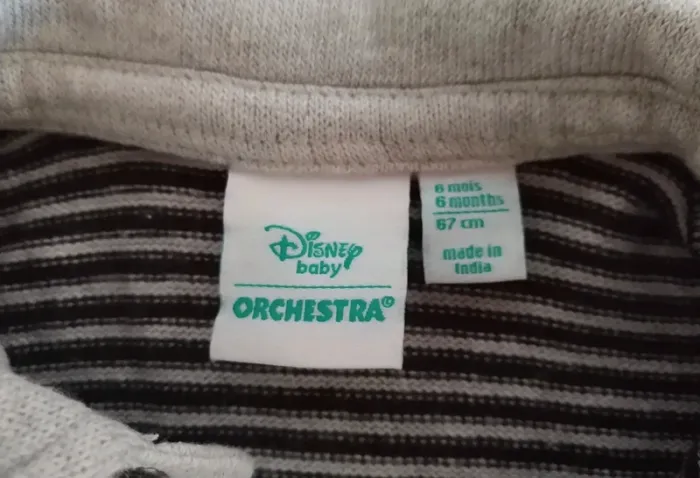 Disney
baby
ORCHESTRA®
6 mois
6 months
67 cm
made in
India